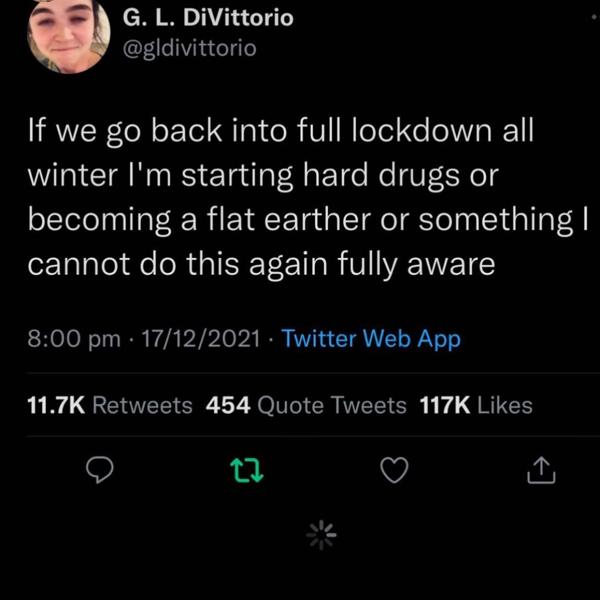 G. L. DiVittorio
@gldivittorio
If we go back into full lockdown all
winter I'm starting hard drugs or
becoming a flat earther or something I
cannot do this again fully aware
8:00 pm · 17/12/2021 · Twitter Web App
11.7K Retweets 454 Quote Tweets 117K Likes